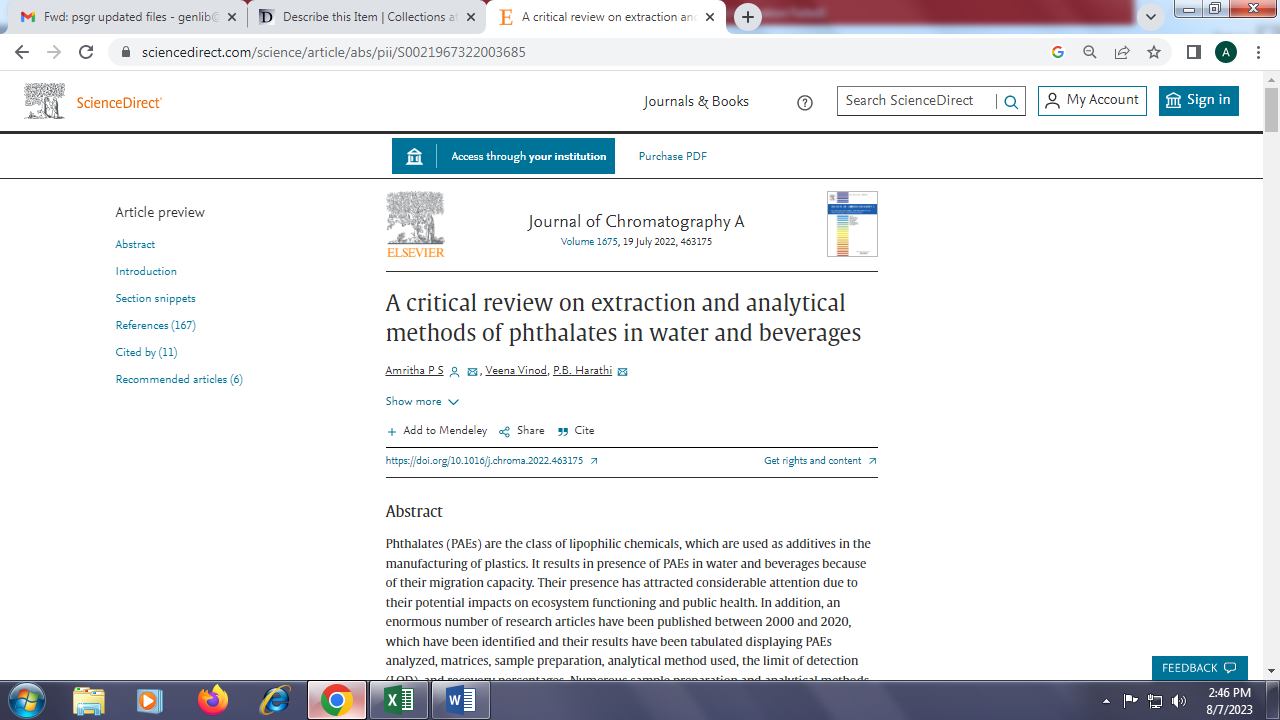 Fwd: psgr updated files - genlib@
Describe this Item | Collections at
A critical review on extraction and
sciencedirect.com/science/article/abs/pii/S0021967322003685
A
ScienceDirect
Journals & Books
Search ScienceDirect
My Account
Sign in
Access through your institution
Purchase PDF
Article preview
Abstract
Introduction
Section snippets
References (167)
Cited by (11)
Recommended articles (6)
ELSEVIER
Journal of Chromatography A
Volume 1675, 19 July 2022, 463175
A critical review on extraction and analytical
methods of phthalates in water and beverages
Amritha P S, Veena Vinod, P.B. Harathi
Show more
Add to Mendeley Share Cite
https://doi.org/10.1016/j.chroma.2022.463175
Get rights and content
Abstract
Phthalates (PAEs) are the class of lipophilic chemicals, which are used as additives in the
manufacturing of plastics. It results in presence of PAEs in water and beverages because
of their migration capacity. Their presence has attracted considerable attention due to
their potential impacts on ecosystem functioning and public health. In addition, an
enormous number of research articles have been published between 2000 and 2020,
which have been identified and their results have been tabulated displaying PAEs
analyzed, matrices, sample preparation, analytical method used, the limit of detection
(LOD), and recovery percentages. Numerous sample preparation and analytical methods
FEEDBACK
2:46 PM
8/7/2023